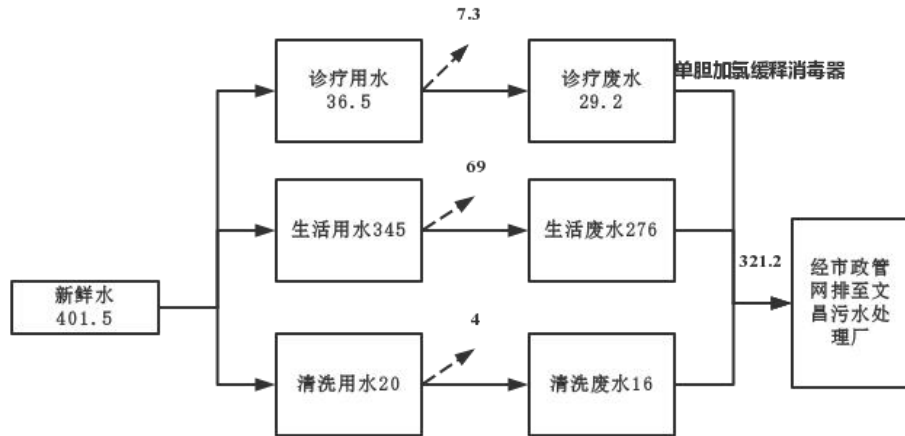 7.3
诊疗用水
36.5
诊疗废水
29.2
单胆加氯缓释消毒器
69
生活用水345
生活废水276
321.2
新鲜水
401.5
经市政管
网排至文
昌污水处
理厂
4
清洗用水20
清洗废水16